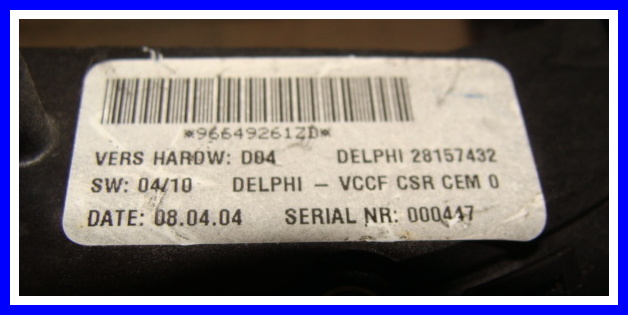 *96649261ZD*
VERS HARDW: D04 DELPHI 28157432
SW: 04/10 DELPHI – VCCF CSR CEM 0
DATE: 08.04.04 SERIAL NR: 000447